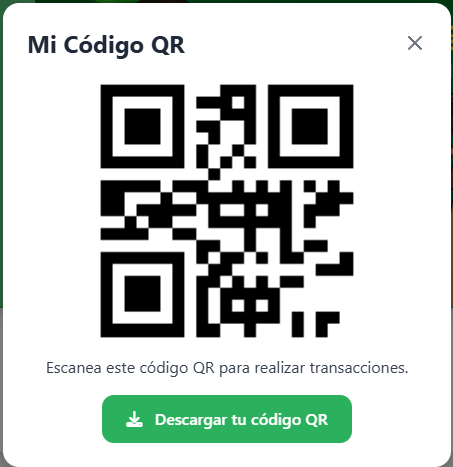 Mi Código QR
Escanea este código QR para realizar transacciones.
Descargar tu código QR